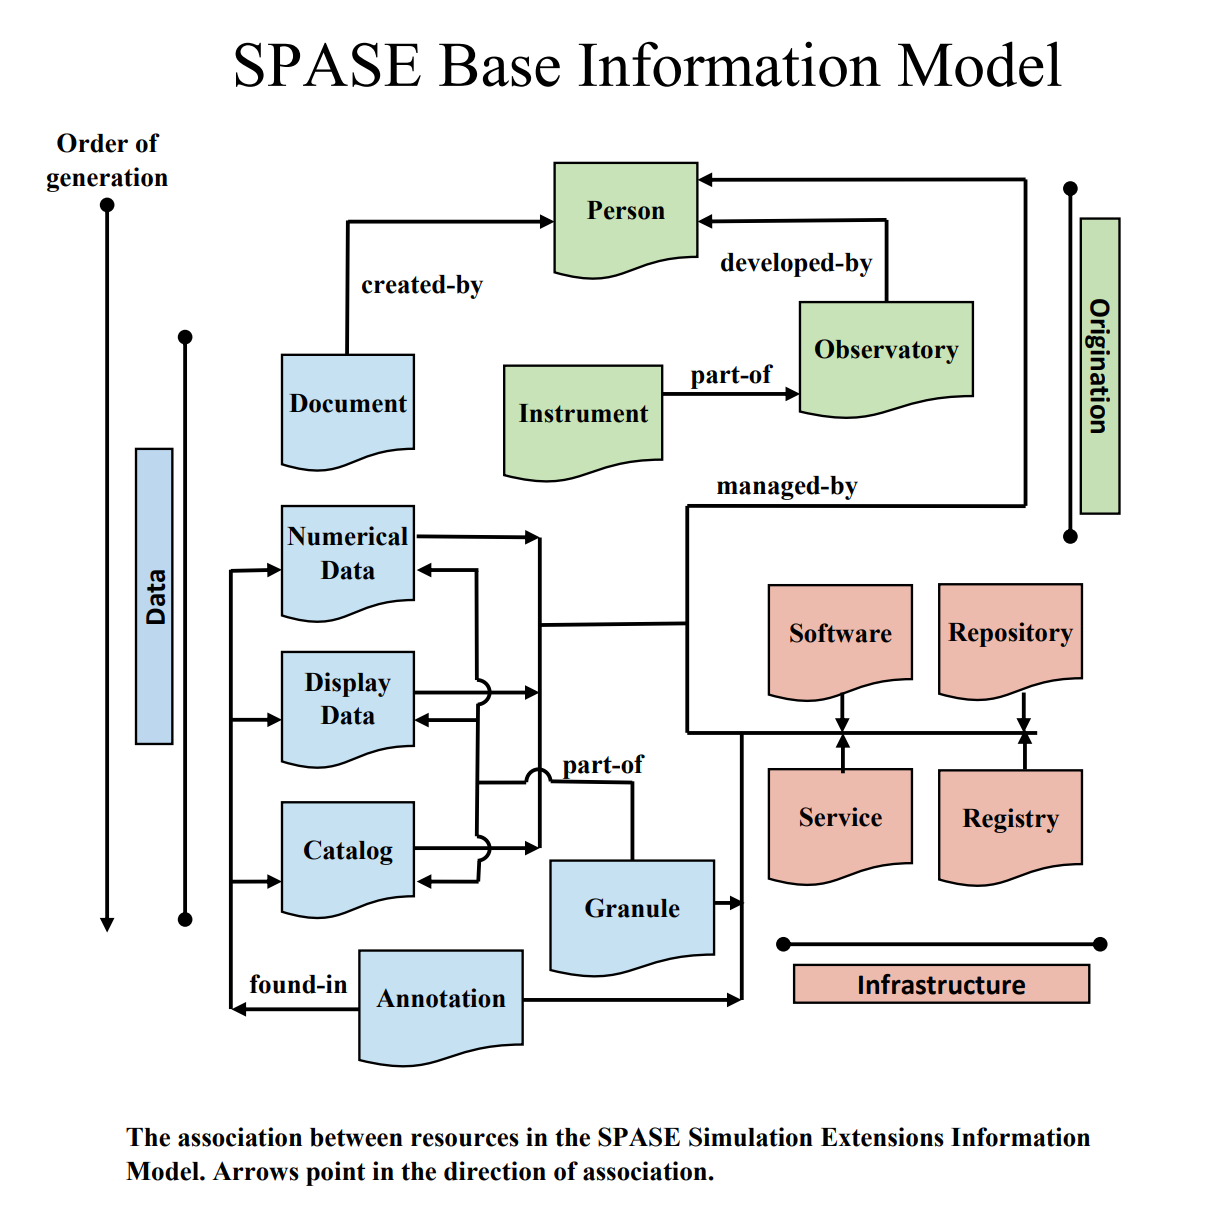 SPASE Base Information Model
Order of
generation
Person
created-by
developed-by
Document
Instrument
part-of
Observatory
Origination
managed-by
Numerical
Data
Data
Display
Data
Software
Repository
part-of
Catalog
Granule
Service
Registry
found-in
Annotation
Infrastructure
The association between resources in the SPASE Simulation Extensions Information
Model. Arrows point in the direction of association.